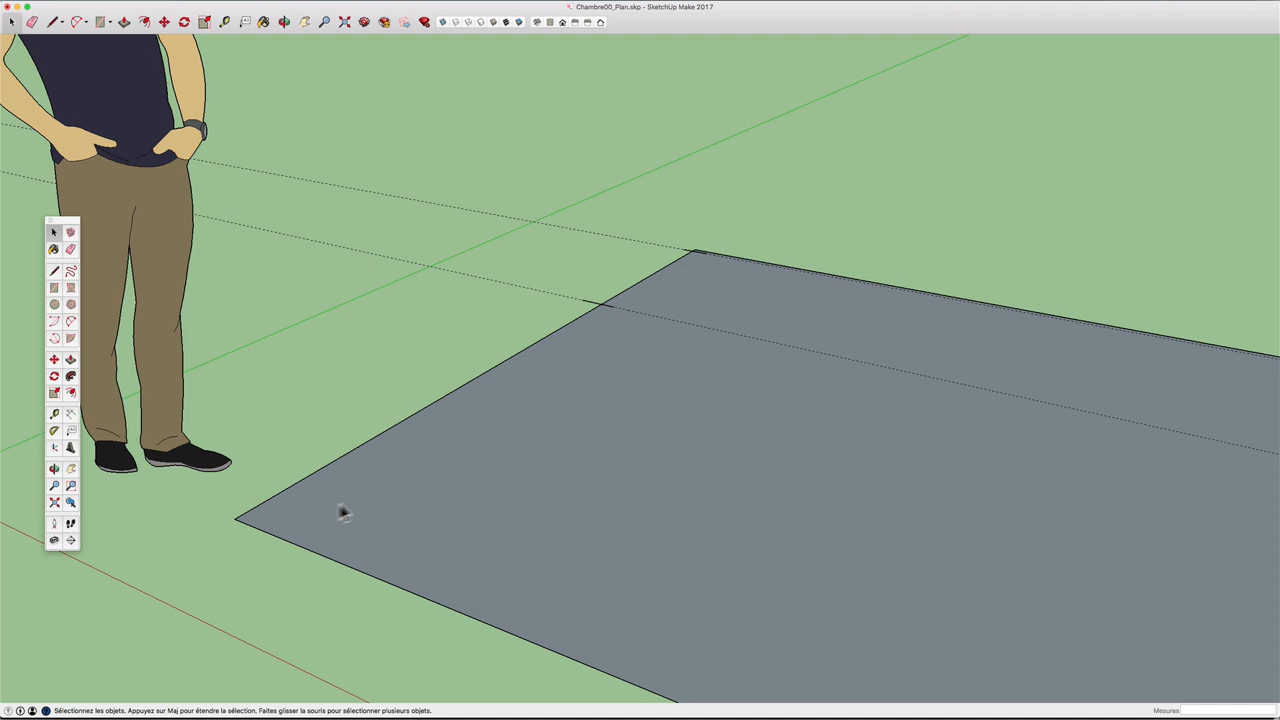 Chambre00_Plan.skp - SketchUp Make 2017
Sélectionnez les objets. Appuyez sur Maj pour étendre la sélection. Faites glisser la souris pour sélectionner plusieurs objets.
Mesures